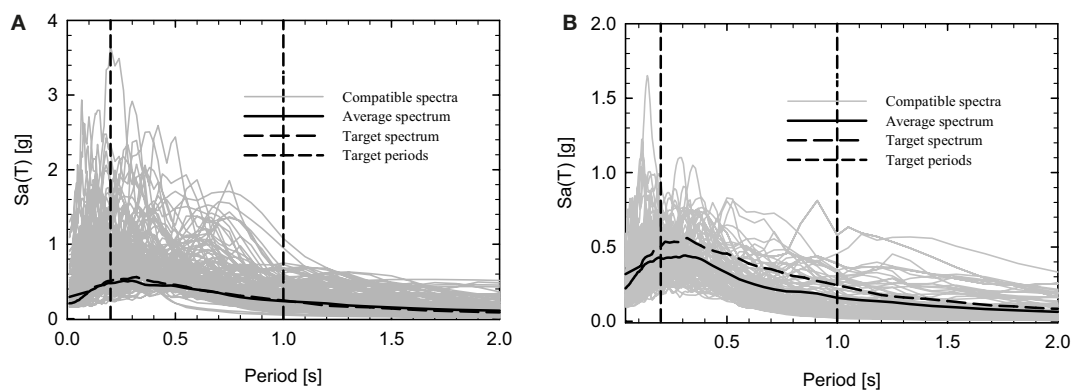 A
Sa(T) [g]
4
3
2
1
0
Compatible spectra
Average spectrum
Target spectrum
Target periods
0.0 0.5 1.0 1.5 2.0
Period [s]
B
Sa(T) [g]
2.0
1.5
1.0
0.5
0.0
Compatible spectra
Average spectrum
Target spectrum
Target periods
0.5 1.0 1.5 2.0
Period [s]